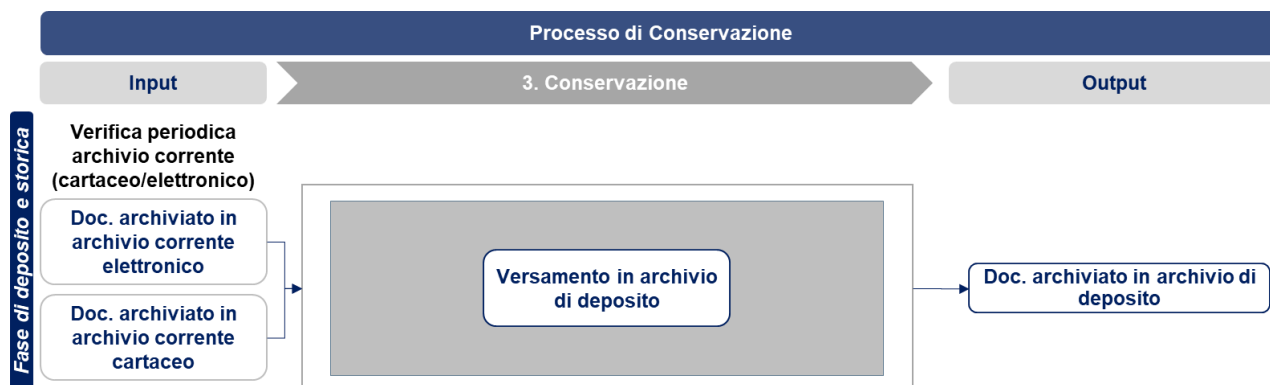 Processo di Conservazione
Input
3. Conservazione
Output
Fase di deposito e storica
Verifica periodica
archivio corrente
(cartaceo/elettronico)
Doc. archiviato in
archivio corrente
elettronico
Doc. archiviato in
archivio corrente
cartaceo
Versamento in archivio
di deposito
Doc. archiviato in archivio di
deposito